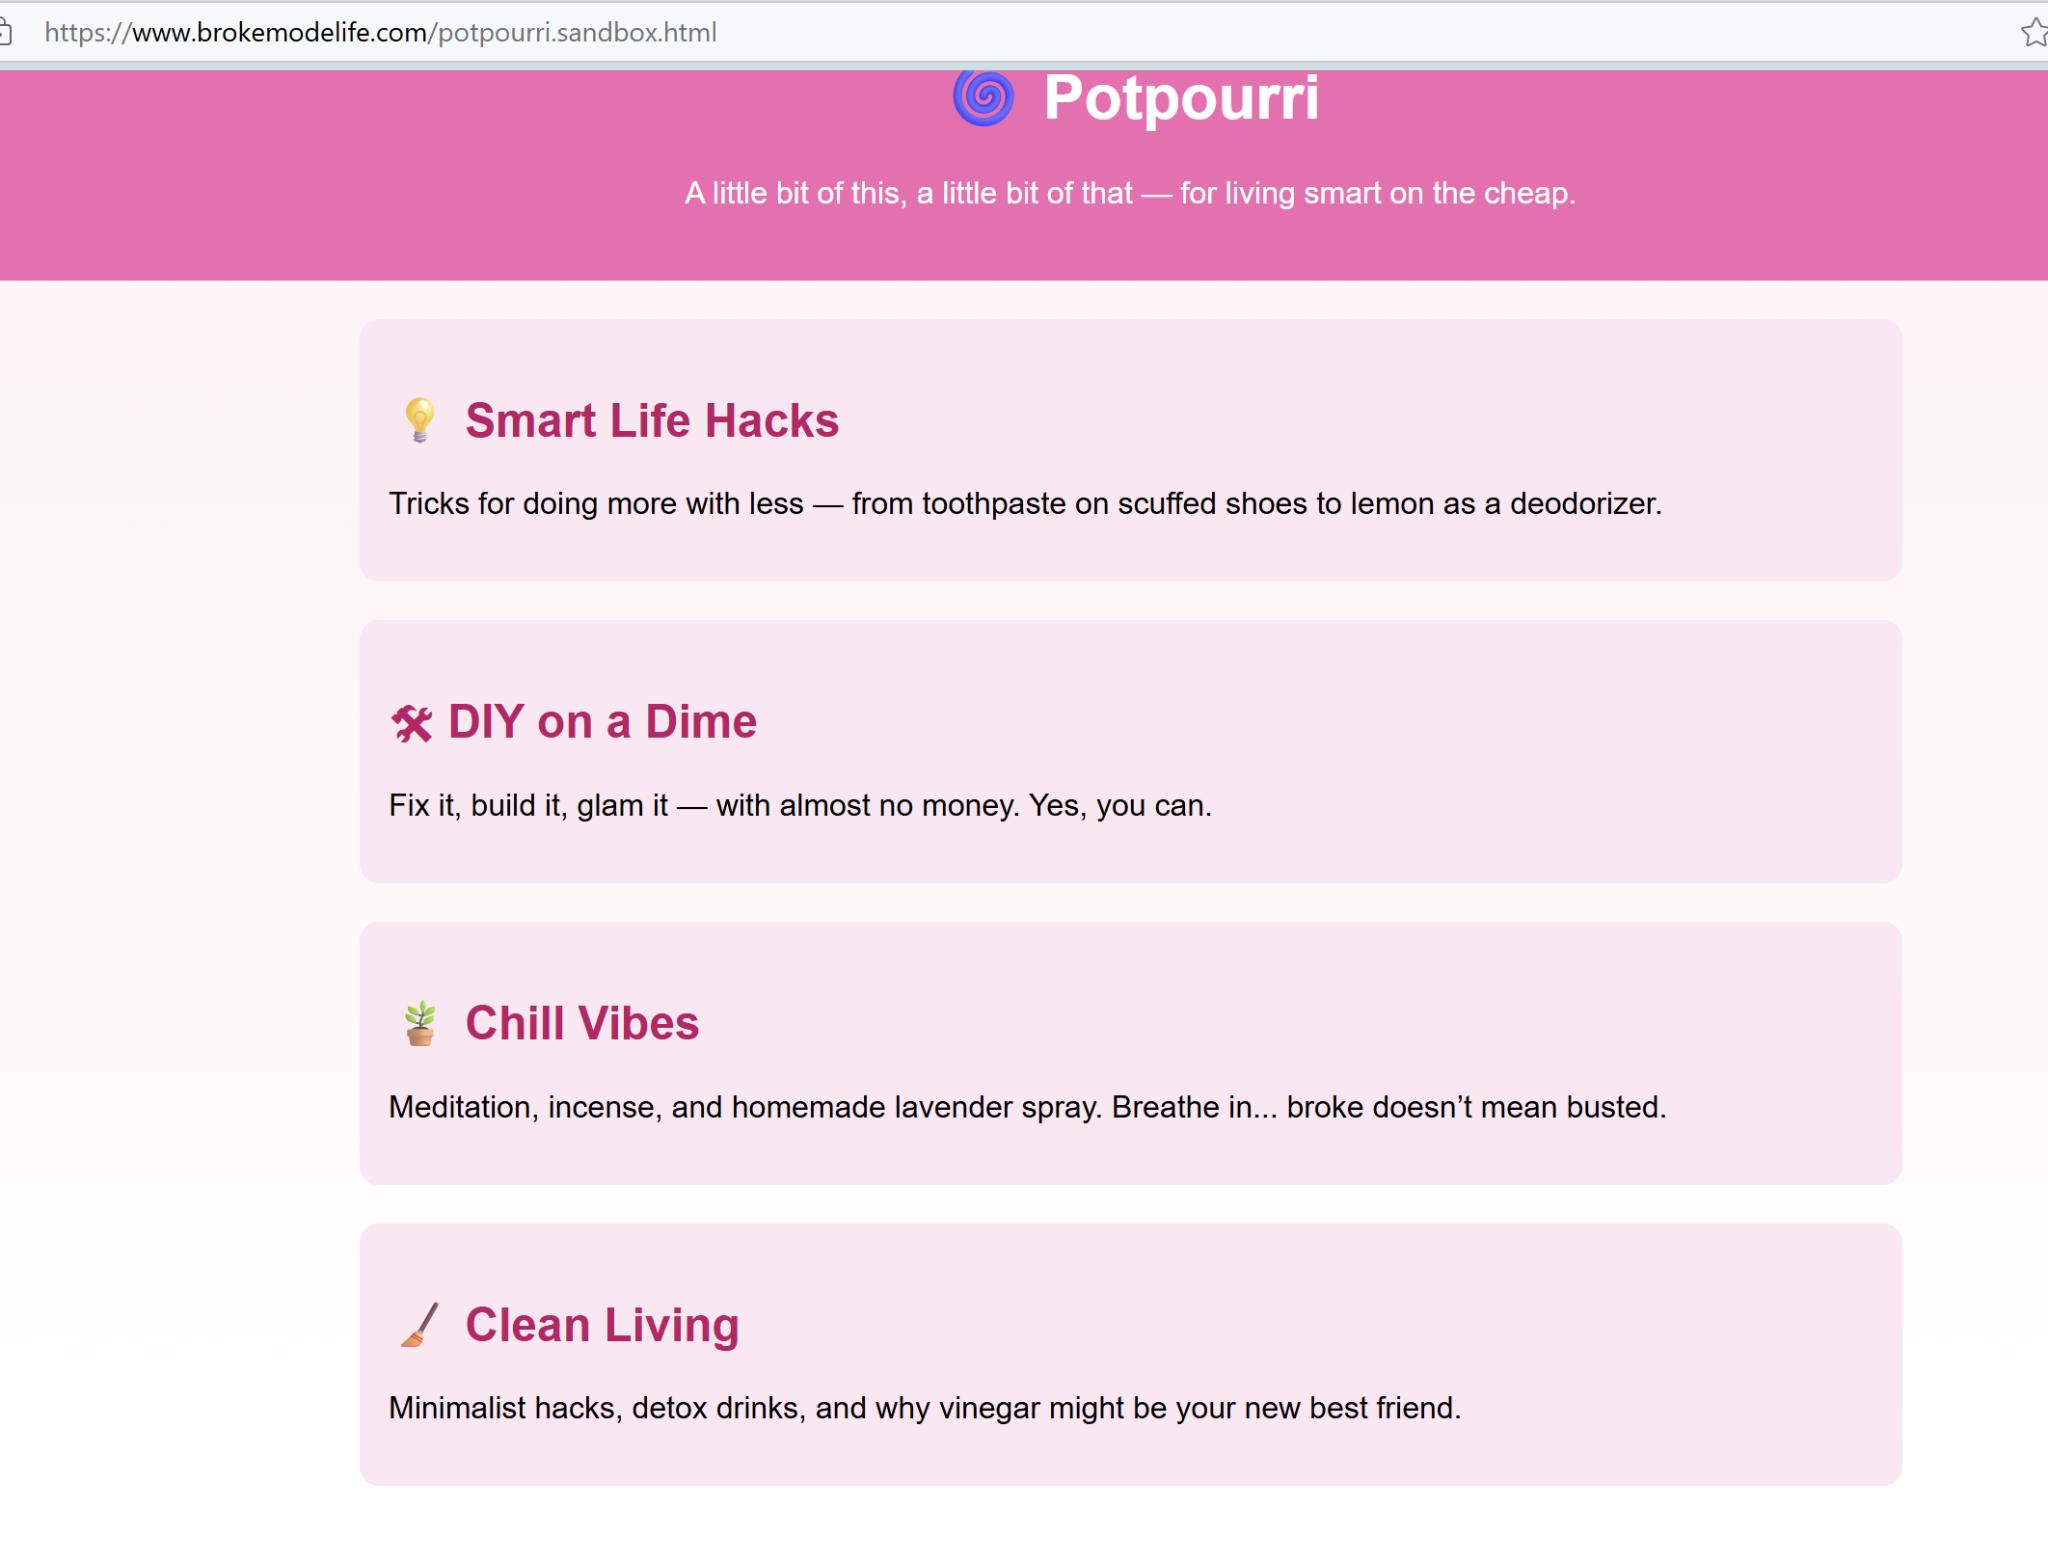 https://www.brokemodelife.com/potpourri.sandbox.html
🌀 Potpourri
A little bit of this, a little bit of that — for living smart on the cheap.
💡 Smart Life Hacks
Tricks for doing more with less — from toothpaste on scuffed shoes to lemon as a deodorizer.
🛠 DIY on a Dime
Fix it, build it, glam it — with almost no money. Yes, you can.
🪴 Chill Vibes
Meditation, incense, and homemade lavender spray. Breathe in... broke doesn’t mean busted.
🧹 Clean Living
Minimalist hacks, detox drinks, and why vinegar might be your new best friend.